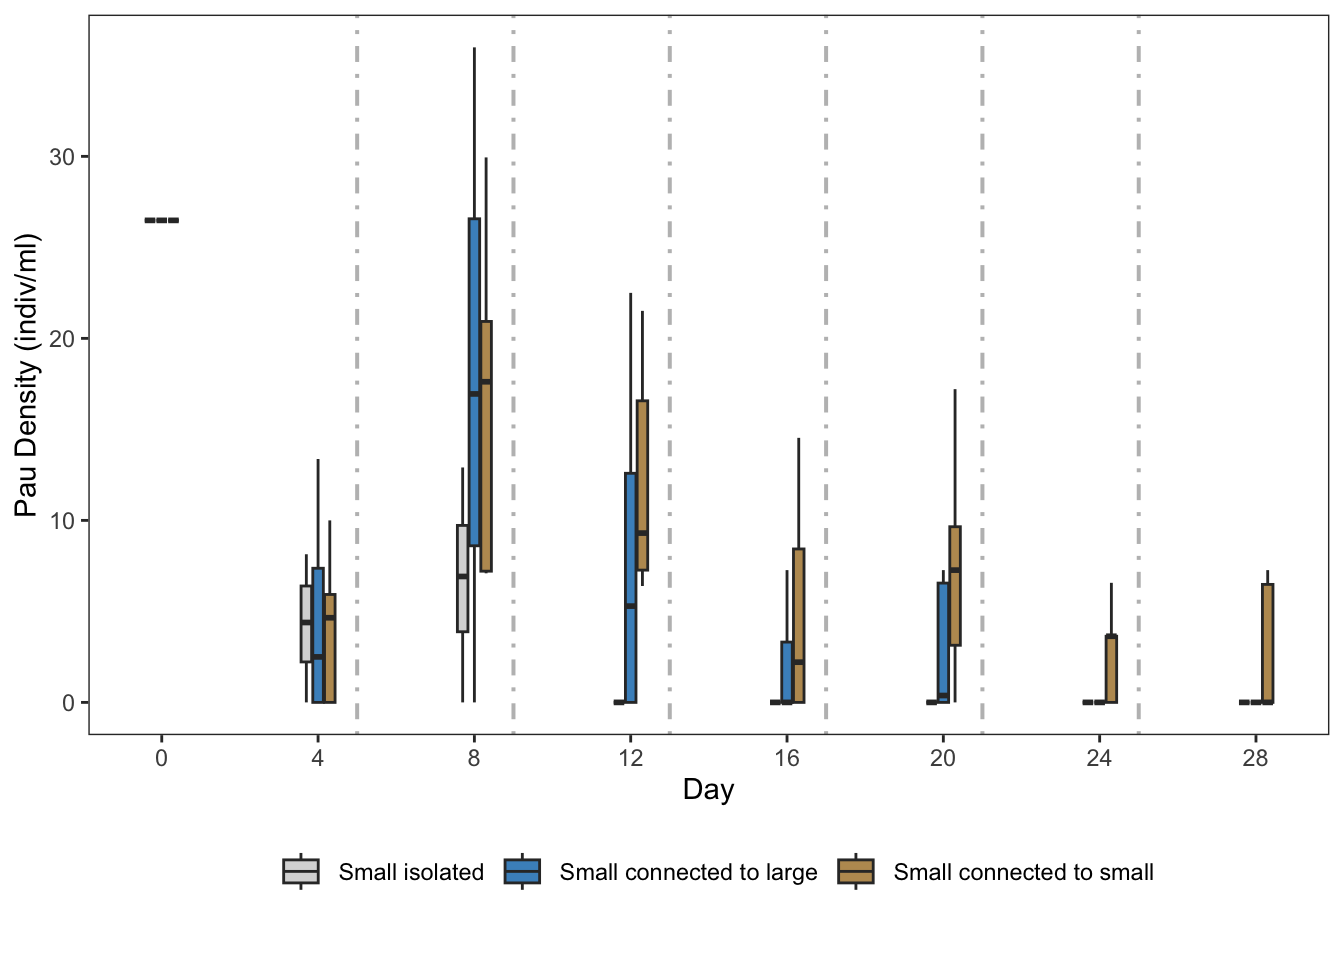 Pau Density (indiv/ml)
30
20
10
0
0 4 8 12 16 20 24 28
Day
Small isolated Small connected to large Small connected to small